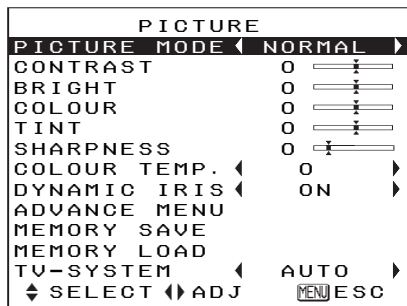 PICTURE
PICTURE MODE NORMAL
CONTRAST 0
BRIGHT 0
COLOUR 0
TINT 0
SHARPNESS 0
COLOUR TEMP. 0
DYNAMIC IRIS ON
ADVANCE MENU
MEMORY SAVE
MEMORY LOAD
TV-SYSTEM AUTO
SELECT ADJ MENU ESC